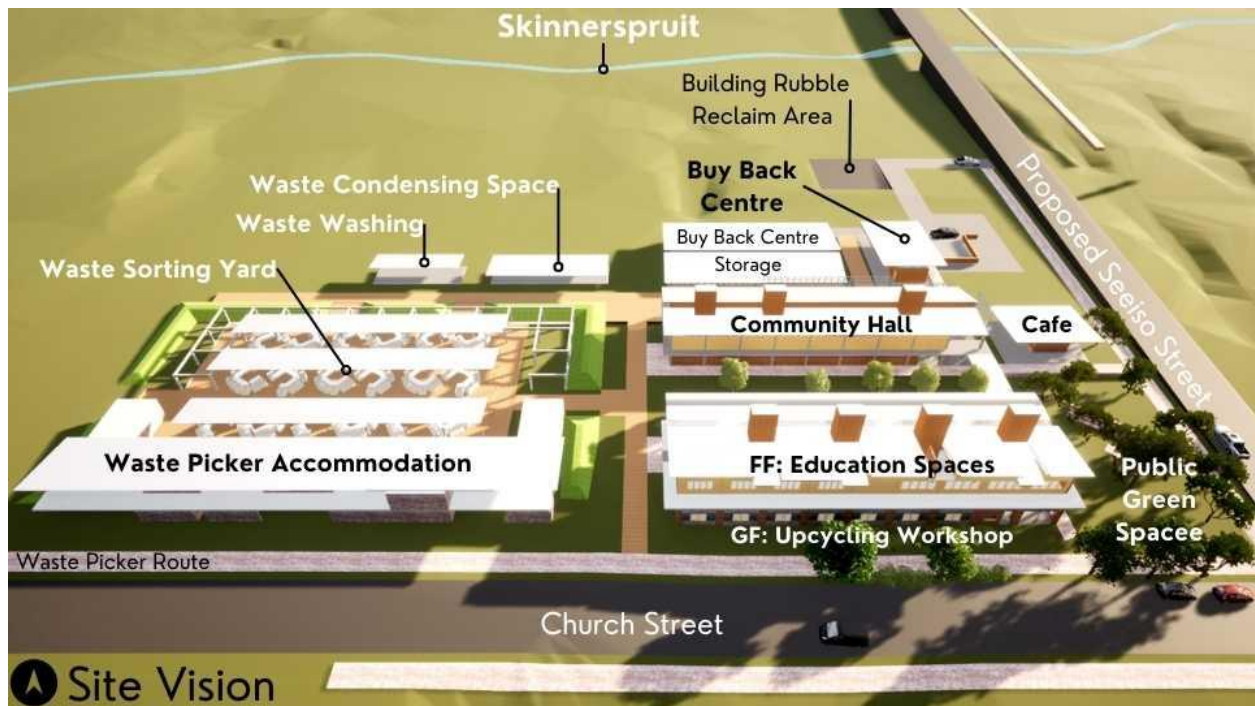 Skinnerspruit
Building Rubble
Reclaim Area
Buy Back
Centre
Waste Condensing Space
Waste Washing
Waste Sorting Yard
Buy Back Centre
Storage
Proposed Seeiso Street
Community Hall
Cafe
Waste Picker Accommodation
FF: Education Spaces
Public
Green
Spacee
GF: Upcycling Workshop
Waste Picker Route
Church Street
Site Vision